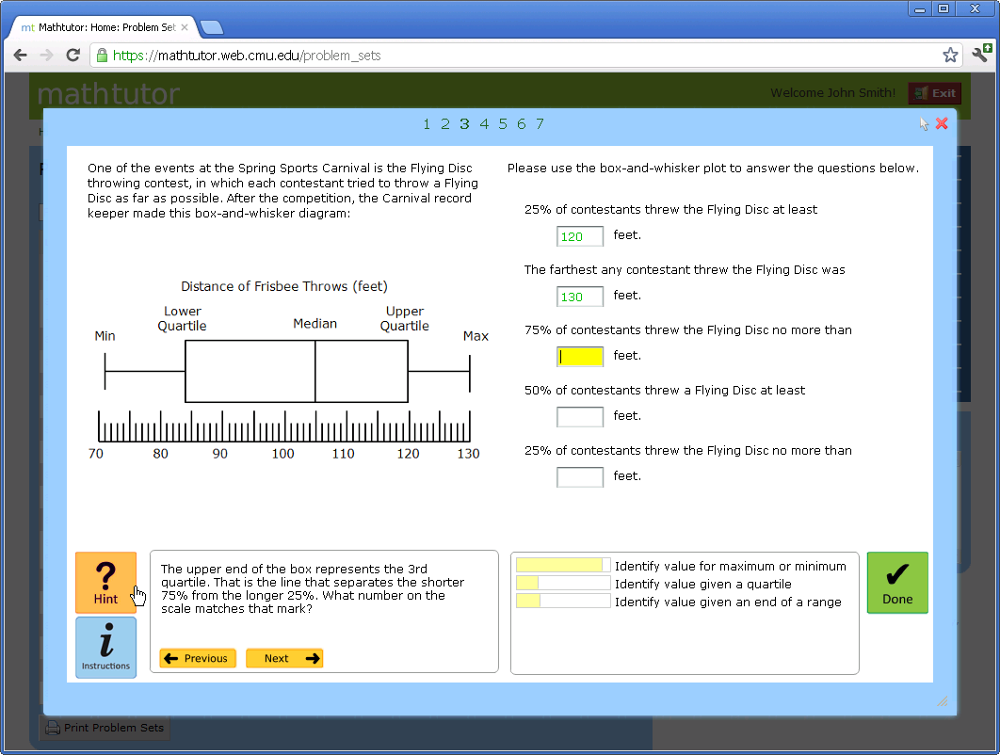 mt Mathtutor: Home: Problem Set
https://mathtutor.web.cmu.edu/problem_sets
mathtutor
Welcome John Smith!
Exit
1 2 3 4 5 6 7
One of the events at the Spring Sports Carnival is the Flying Disc
throwing contest, in which each contestant tried to throw a Flying
Disc as far as possible. After the competition, the Carnival record
keeper made this box-and-whisker diagram:
Distance of Frisbee Throws (feet)
Lower
Quartile
Median
Upper
Quartile
Min
Max
70 80 90 100 110 120 130
Please use the box-and-whisker plot to answer the questions below.
25% of contestants threw the Flying Disc at least
120 feet.
The farthest any contestant threw the Flying Disc was
130 feet.
75% of contestants threw the Flying Disc no more than
feet.
50% of contestants threw a Flying Disc at least
feet.
25% of contestants threw the Flying Disc no more than
feet.
?
Hint
i
Instructions
The upper end of the box represents the 3rd
quartile. That is the line that separates the shorter
75% from the longer 25%. What number on the
scale matches that mark?
Previous
Next
Identify value for maximum or minimum
Identify value given a quartile
Identify value given an end of a range
Done
Print Problem Sets